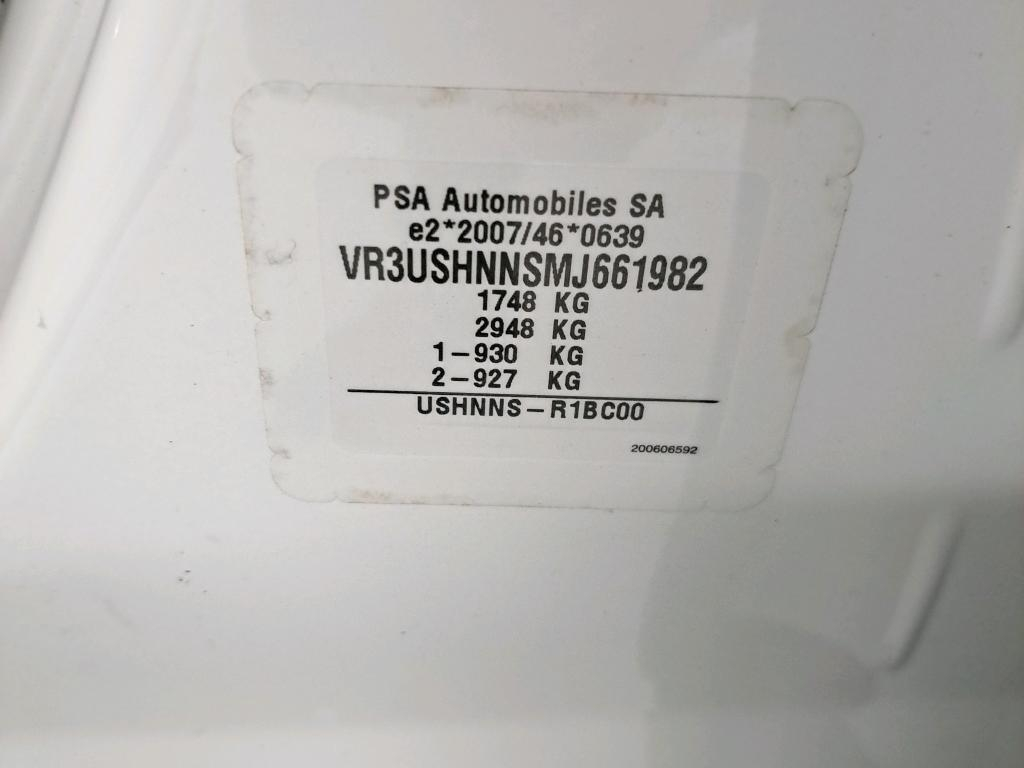 PSA Automobiles SA
e2*2007/46*0639
VR3USHNNSMJ661982
1748 KG
2948 KG
1-930 KG
2-927 KG
USHNNS-R1BC00
200606592